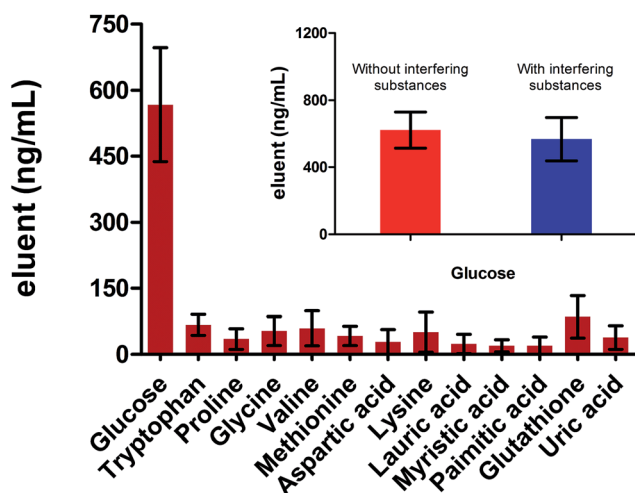 eluent (ng/mL)
750
600
450
300
150
0
eluent (ng/mL)
1200
800
400
0
Without interfering
substances
With interfering
substances
Glucose
Glucose
Tryptophan
Proline
Glycine
Valine
Methionine
Aspartic acid
Lysine
Lauric acid
Myristic acid
Paimitic acid
Glutathione
Uric acid